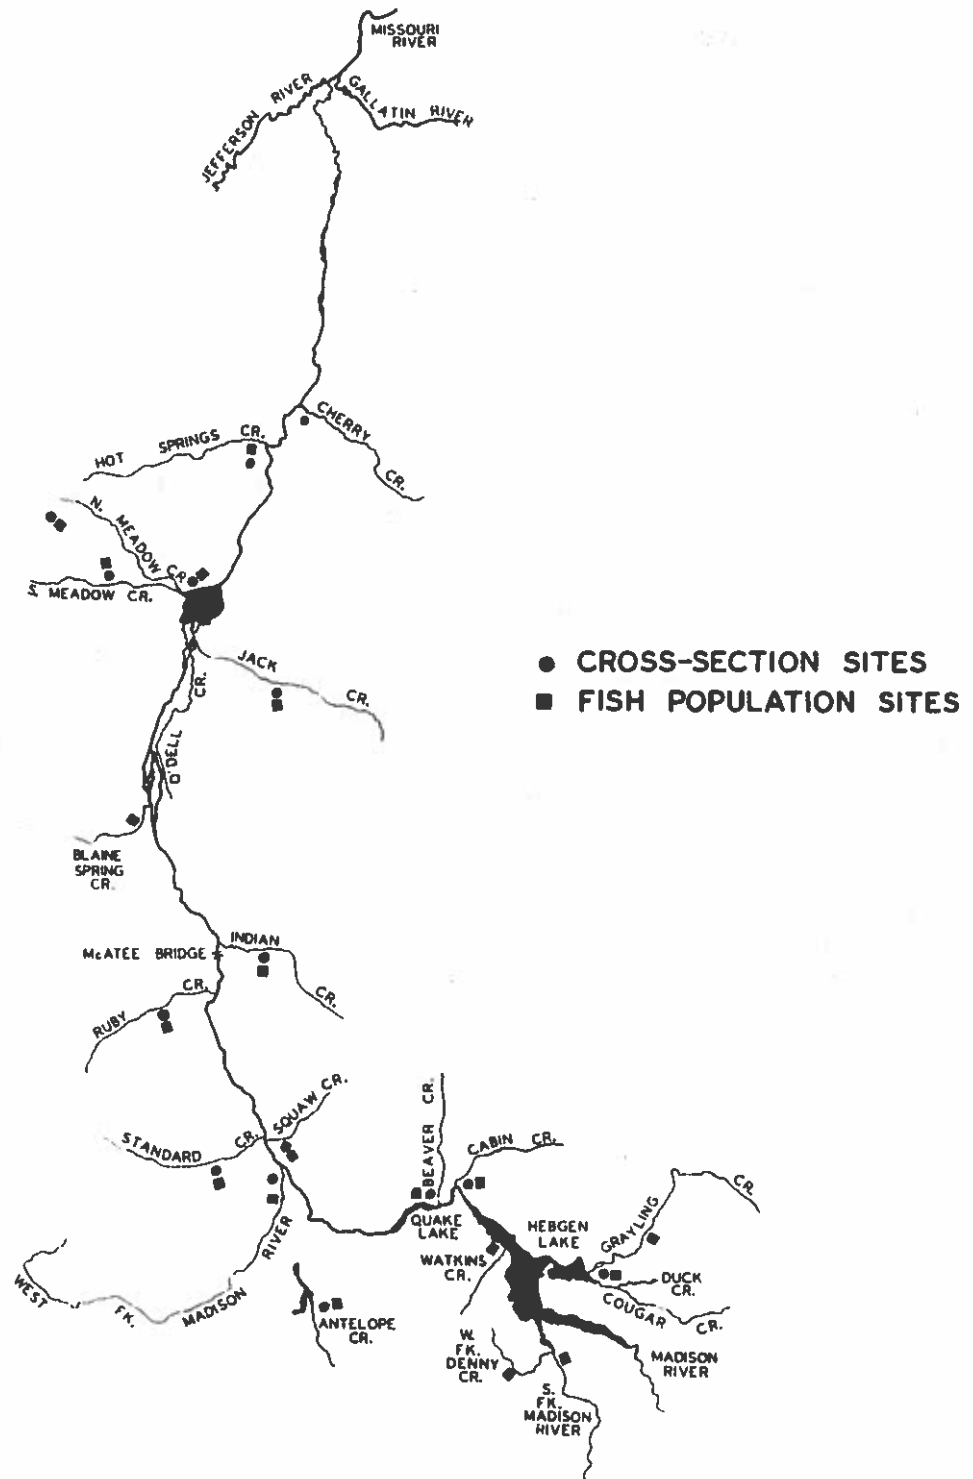 MISSOURI
RIVER
JEFFERSON RIVER
GALLATIN RIVER
CHERRY CR.
HOT SPRINGS CR.
N. MEADOW CR.
S. MEADOW CR.
JACK CR.
● CROSS-SECTION SITES
■ FISH POPULATION SITES
O'DELL CR.
BLAINE
SPRING
CR.
McATEE BRIDGE
INDIAN CR.
RUBY CR.
SQUAW CR.
STANDARD CR.
BEAVER CR.
CABIN CR.
GRAYLING CR.
QUAKE
LAKE
HEBGEN
LAKE
WATKINS
CR.
DUCK
CR.
COUGAR CR.
WEST FK. MADISON RIVER
ANTELOPE
CR.
W.
FK.
DENNY
CR.
MADISON
RIVER
S.
FK.
MADISON
RIVER